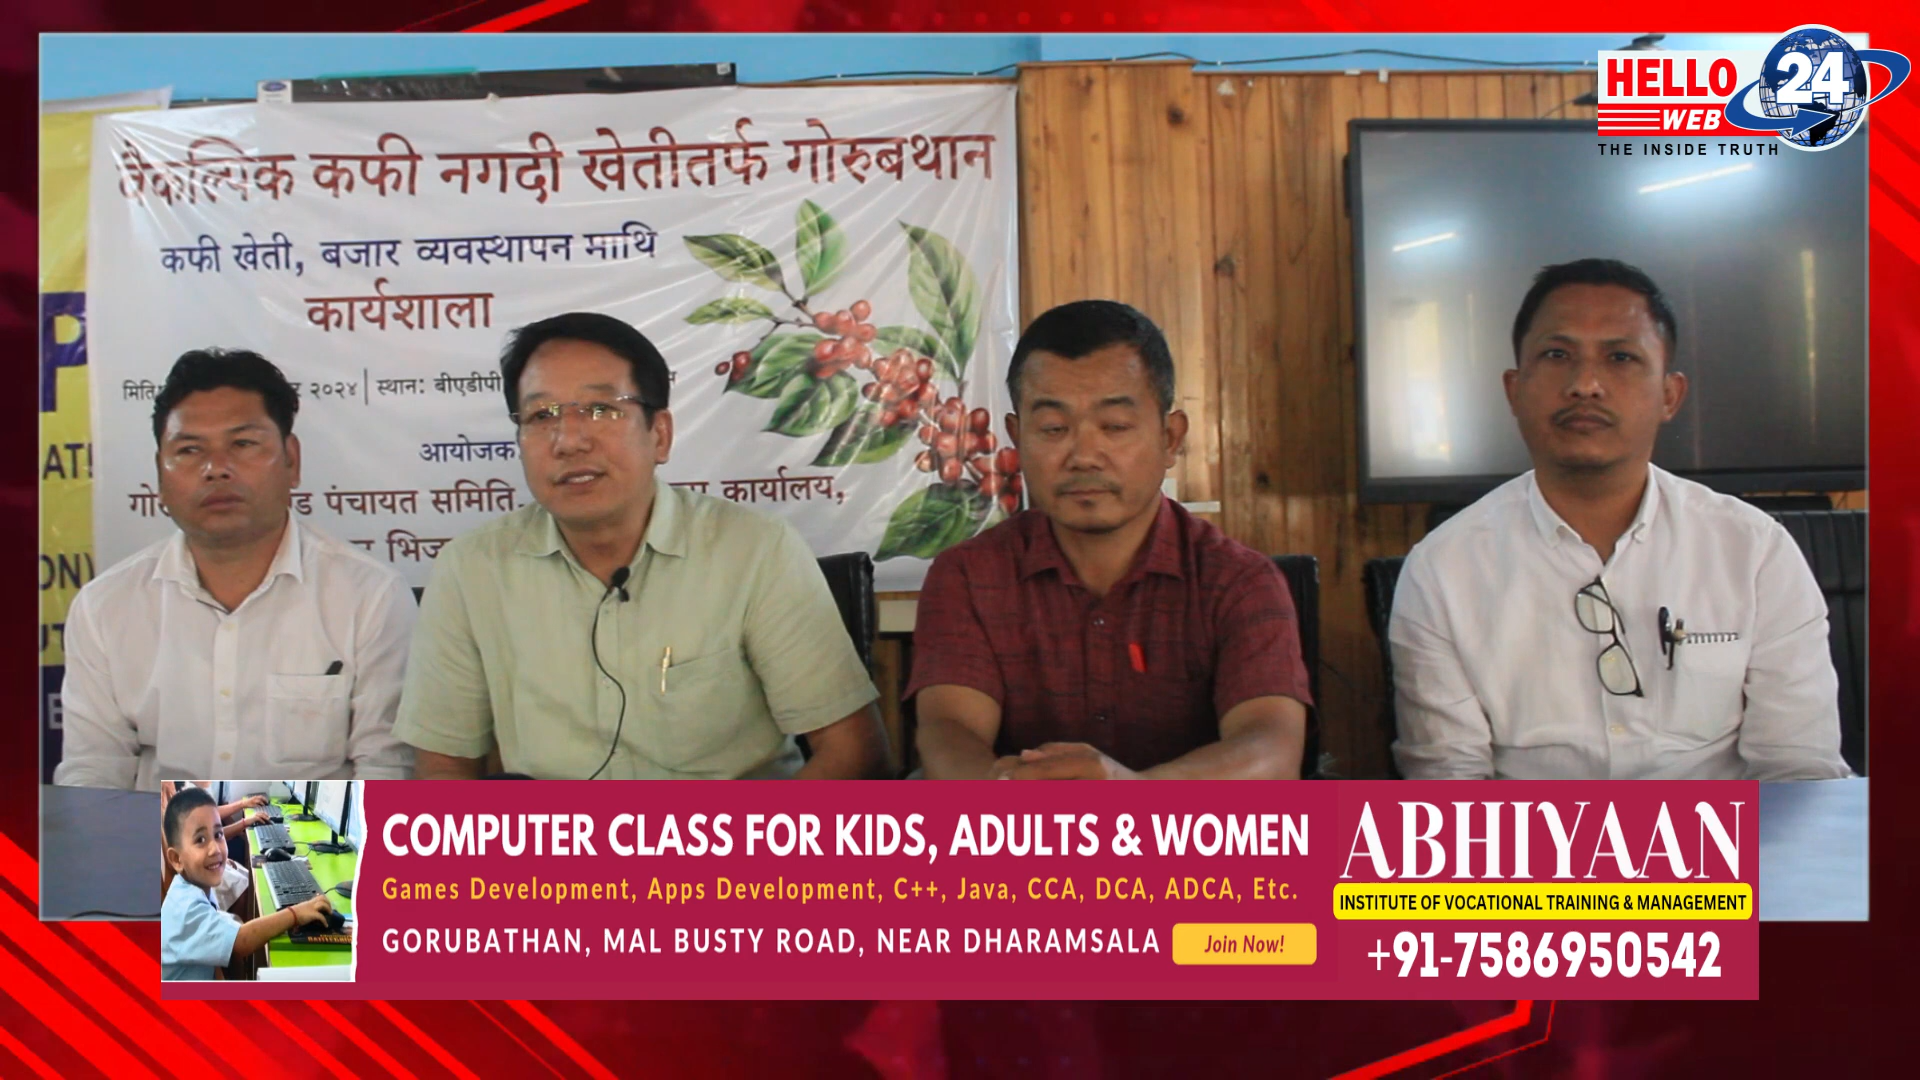 HELLO
24
WEB
THE INSIDE TRUTH
वैकल्पिक कफी नगदी खेतीतर्फ गोरुबथान
कफी खेती, बजार व्यवस्थापन माथि
कार्यशाला
२०२४ | स्थान: बीएडीपी
आयोजक
पंचायत समिति, कार्यालय,
P
COMPUTER CLASS FOR KIDS, ADULTS & WOMEN
Games Development, Apps Development, C++, Java, CCA, DCA, ADCA, Etc.
GORUBATHAN, MAL BUSTY ROAD, NEAR DHARAMSALA
Join Now!
ABHIYAAN
INSTITUTE OF VOCATIONAL TRAINING & MANAGEMENT
+91-7586950542